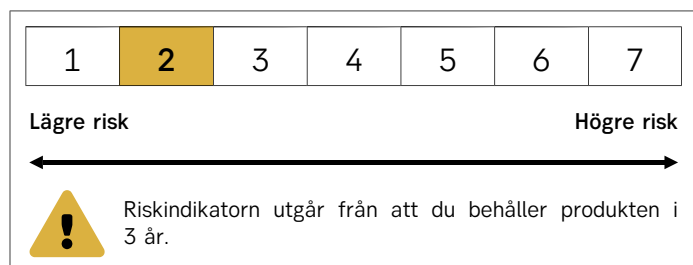 1 2 3 4 5 6 7
Lägre risk Högre risk
Riskindikatorn utgår från att du behåller produkten i
3 år.